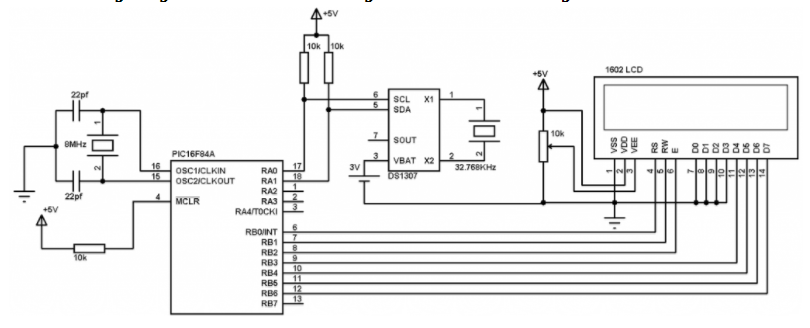 +5V
10k 10k
22pf
8MHz
22pf
1
2
PIC16F84A
16 OSC1/CLKIN
15 OSC2/CLKOUT
4 MCLR
+5V
10k
RA0 17
RA1 18
RA2 1
RA3 2
RA4/T0CKI 3
RB0/INT 6
RB1 7
RB2 8
RB3 9
RB4 10
RB5 11
RB6 12
RB7 13
6 SCL X1 1
5 SDA
7 SOUT
3 VBAT X2 2
DS1307
3V
1
2
32.768KHz
+5V
10k
1602 LCD
VSS VDD VEE RS RW E D0 D1 D2 D3 D4 D5 D6 D7
1 2 3 4 5 6 7 8 9 10 11 12 13 14